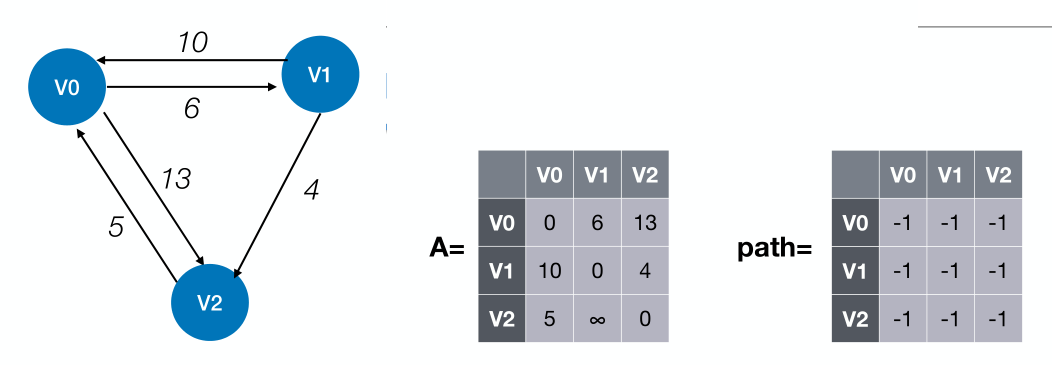 10
V0
V1
6
13
4
5
V2
A=
V0 V1 V2
V0 0 6 13
V1 10 0 4
V2 5 ∞ 0
path=
V0 V1 V2
V0 -1 -1 -1
V1 -1 -1 -1
V2 -1 -1 -1